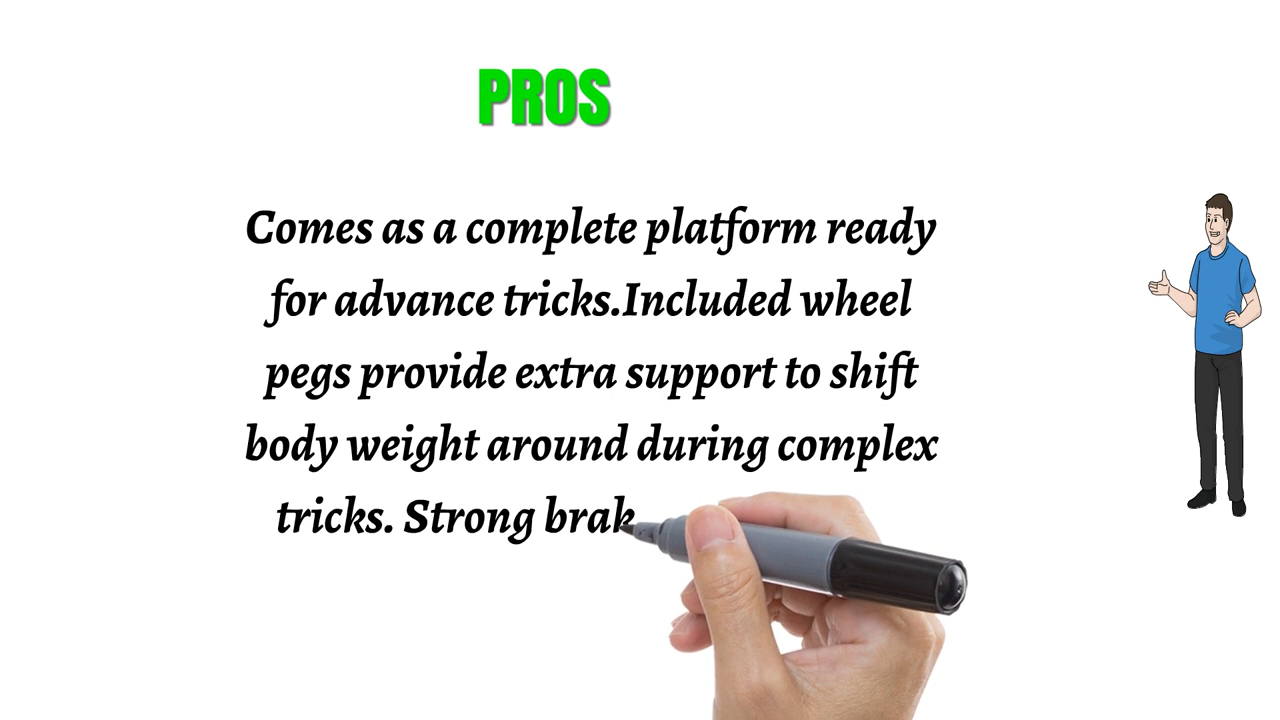 PROS
Comes as a complete platform ready
for advance tricks.Included wheel
pegs provide extra support to shift
body weight around during complex
tricks. Strong brak